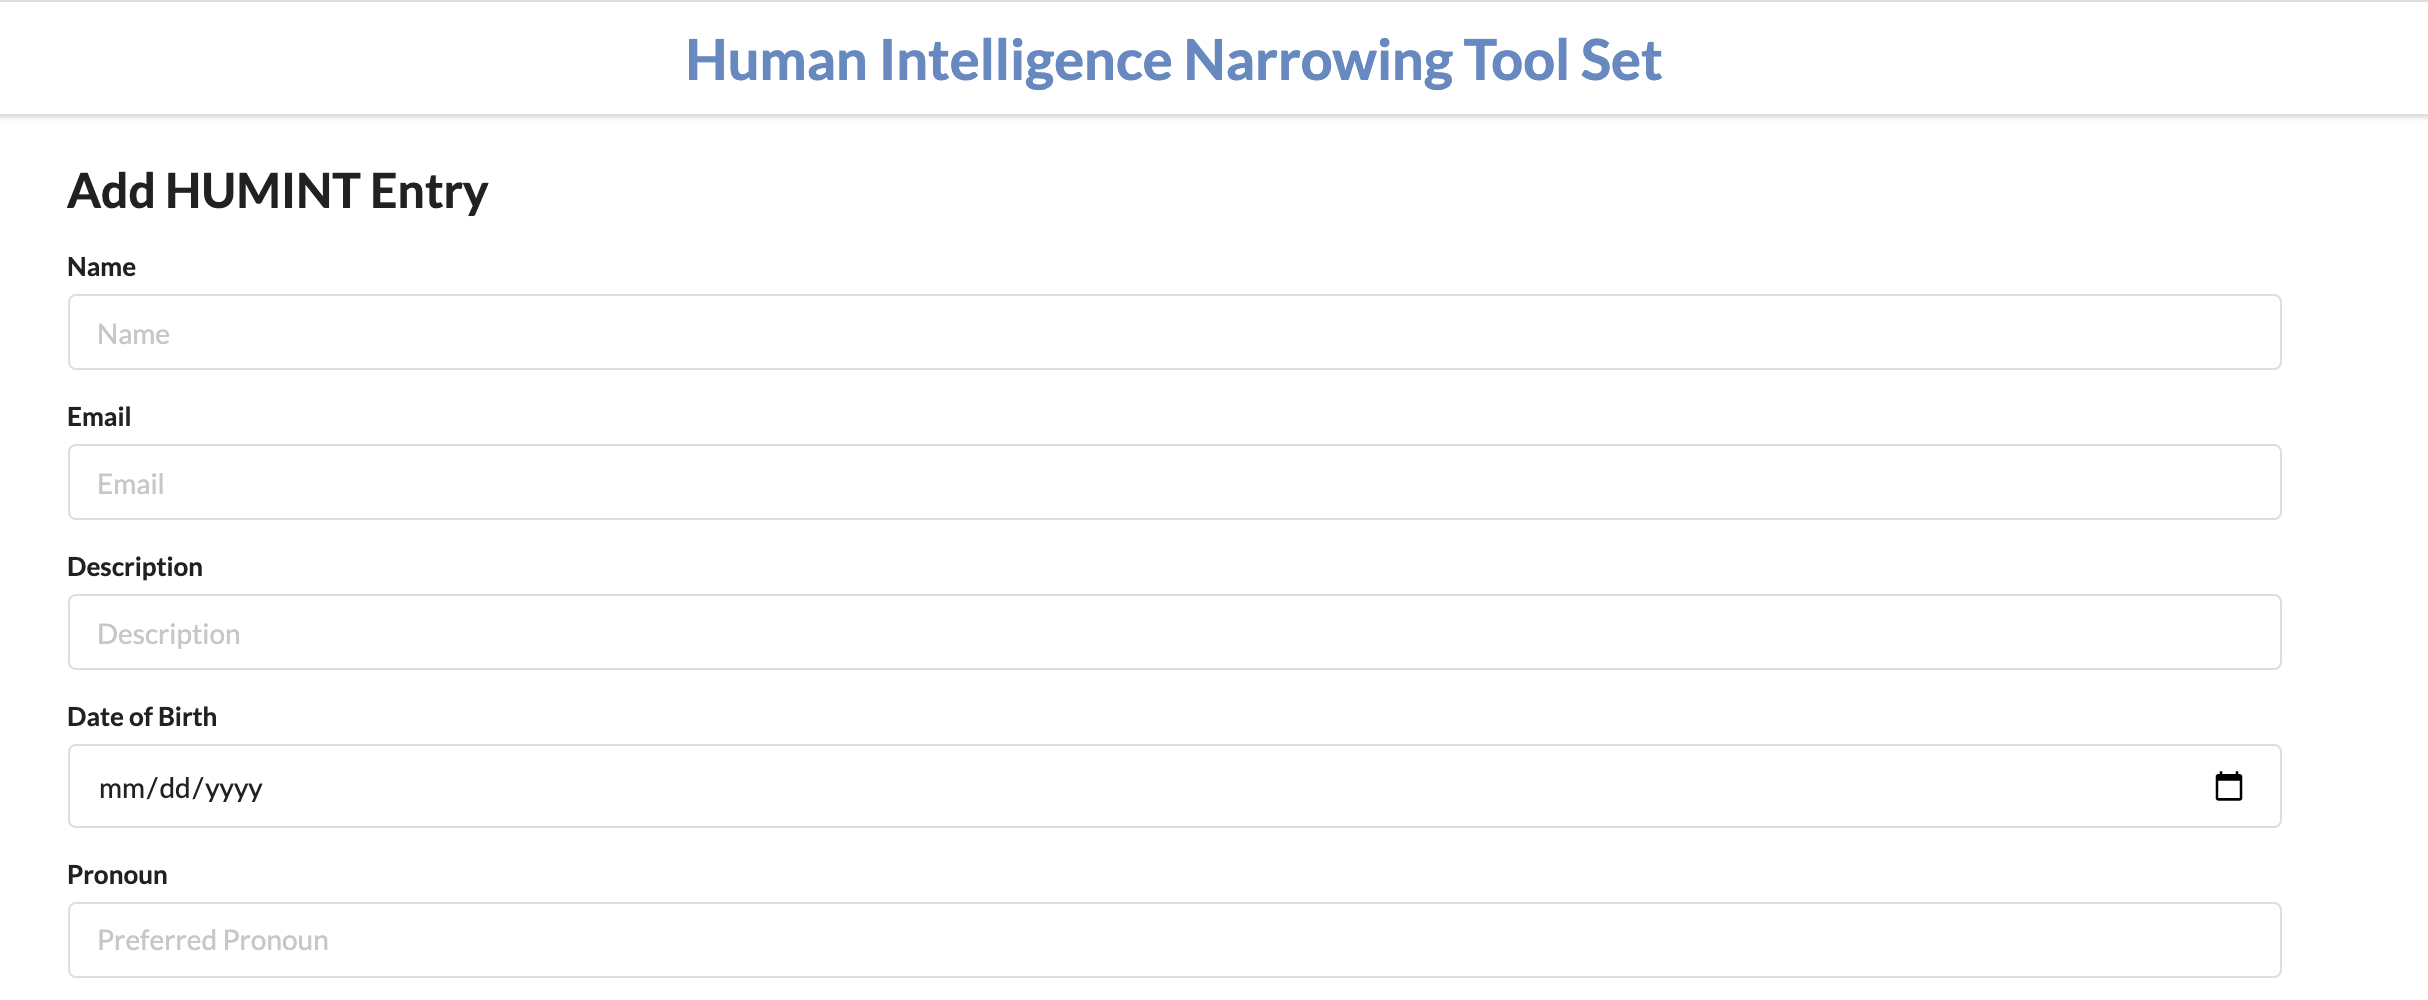 Human Intelligence Narrowing Tool Set
Add HUMINT Entry
Name
Name
Email
Email
Description
Description
Date of Birth
mm/dd/yyyy
Pronoun
Preferred Pronoun